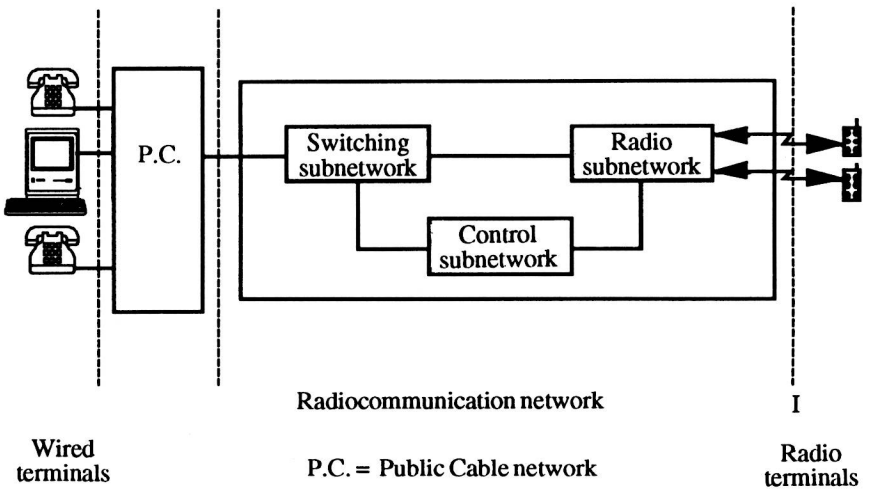 P.C.
Switching
subnetwork
Radio
subnetwork
Control
subnetwork
Radiocommunication network
I
Wired
terminals
P.C. = Public Cable network
Radio
terminals